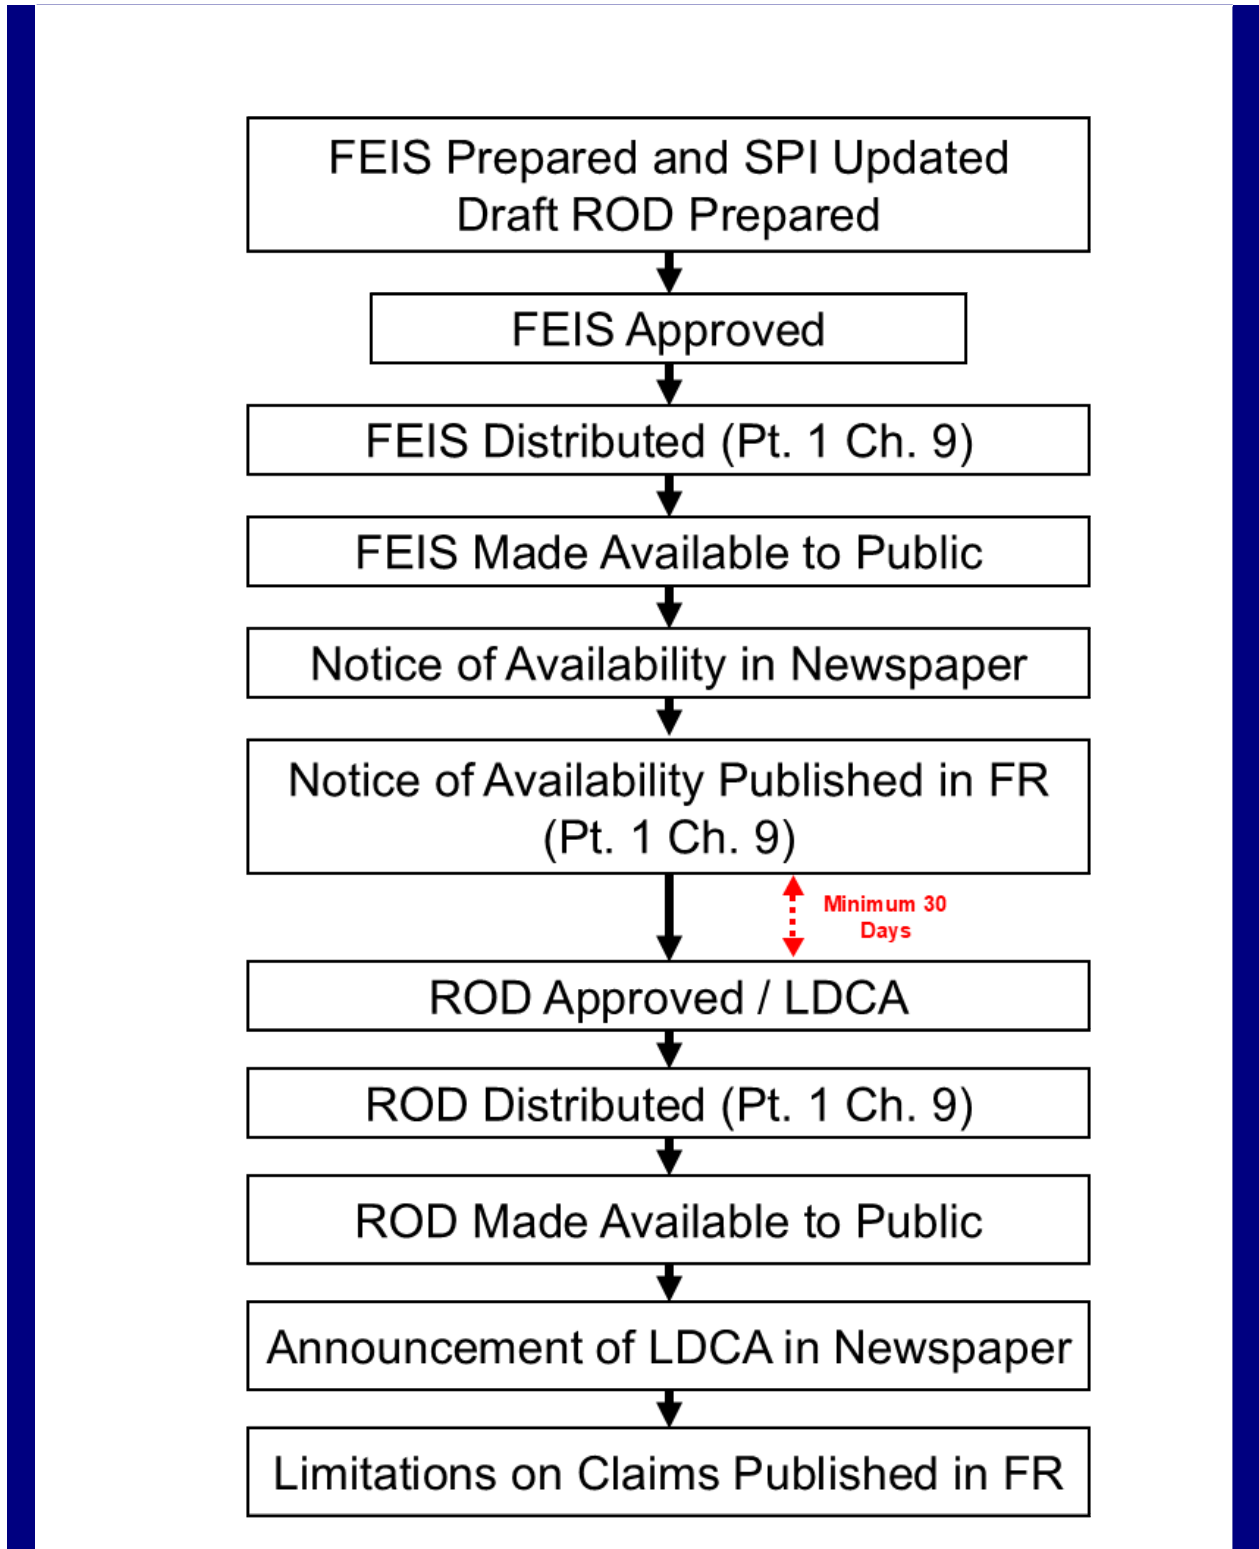 FEIS Prepared and SPI Updated
Draft ROD Prepared
FEIS Approved
FEIS Distributed (Pt. 1 Ch. 9)
FEIS Made Available to Public
Notice of Availability in Newspaper
Notice of Availability Published in FR
(Pt. 1 Ch. 9)
Minimum 30
Days
ROD Approved / LDCA
ROD Distributed (Pt. 1 Ch. 9)
ROD Made Available to Public
Announcement of LDCA in Newspaper
Limitations on Claims Published in FR